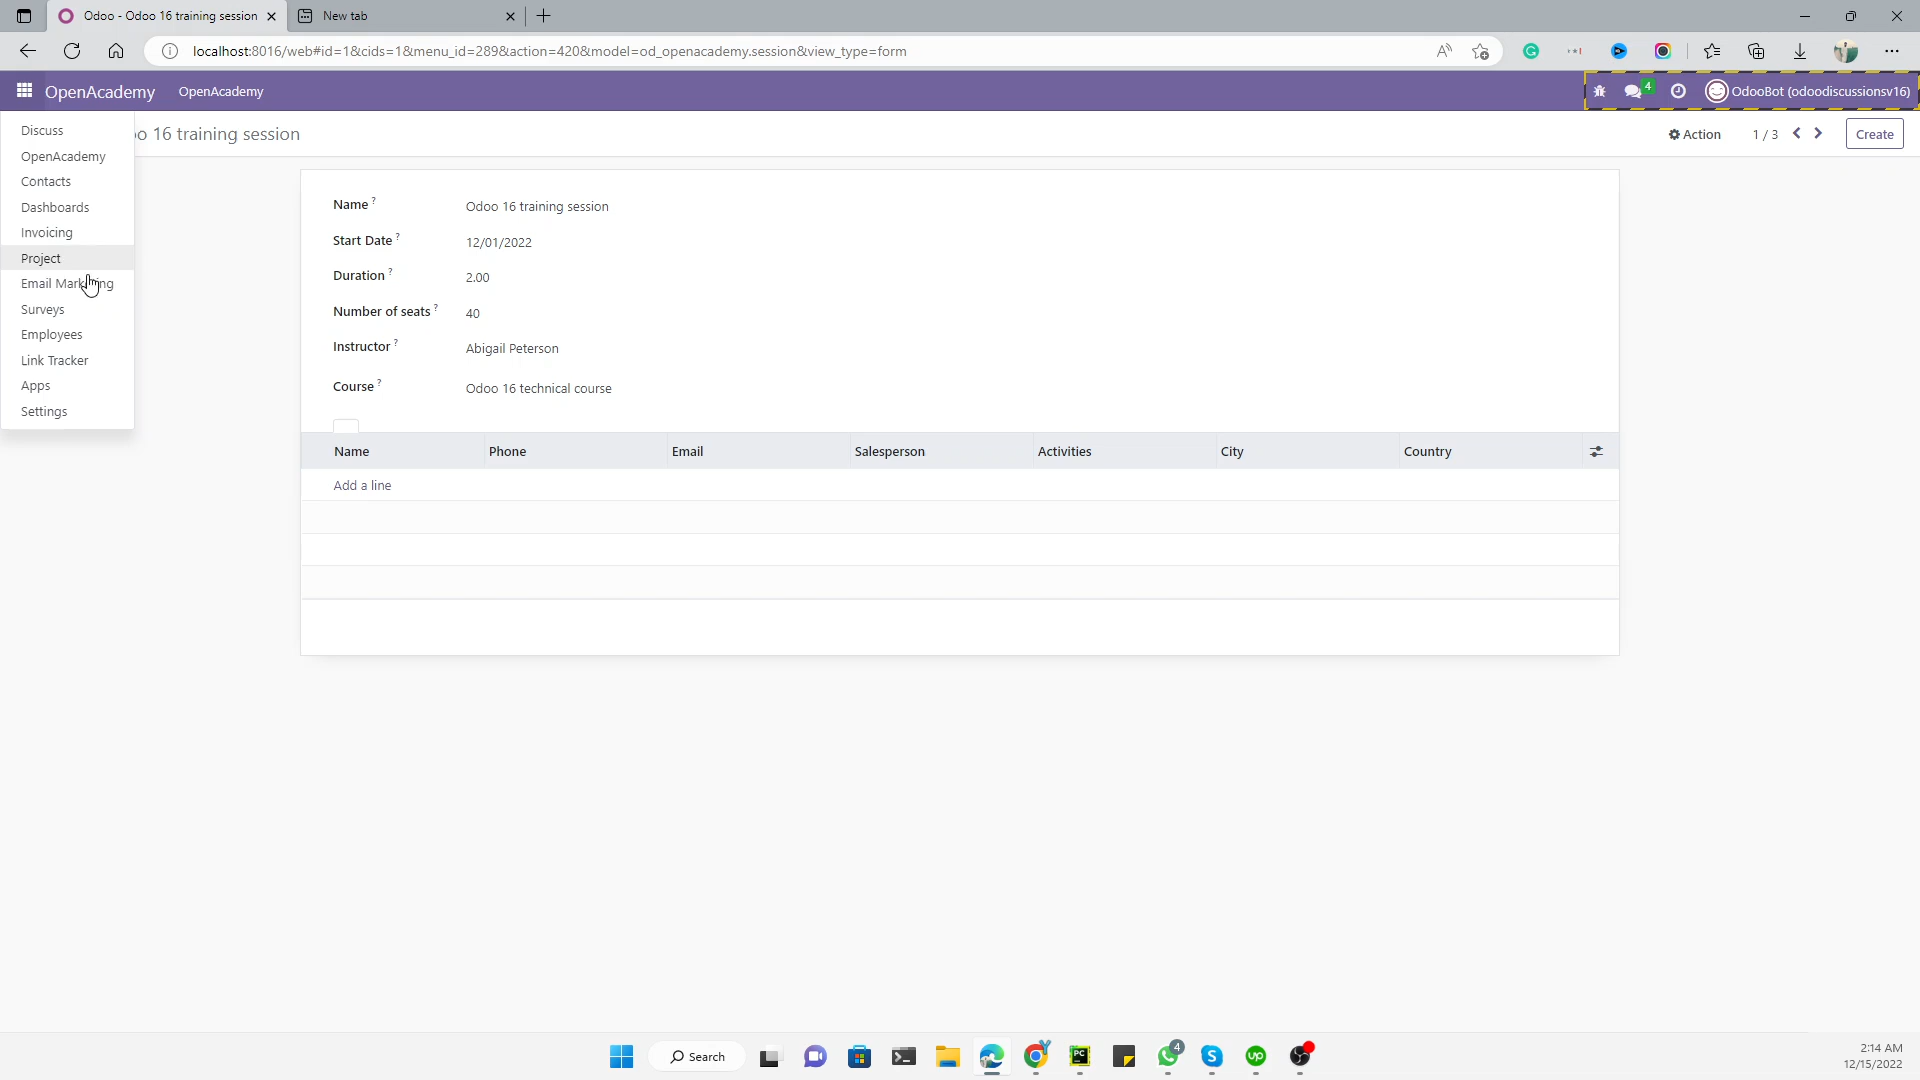 Odoo - Odoo 16 training session
New tab
localhost:8016/web#id=1&cids=1&menu_id=289&action=420&model=od_openacademy.session&view_type=form
OpenAcademy OpenAcademy
4
OdooBot (odoodiscussionsv16)
16 training session
Action 1 / 3 Create
Discuss
OpenAcademy
Contacts
Dashboards
Invoicing
Project
Email Marketing
Surveys
Employees
Link Tracker
Apps
Settings
Name ? Odoo 16 training session
Start Date ? 12/01/2022
Duration ? 2.00
Number of seats ? 40
Instructor ? Abigail Peterson
Course ? Odoo 16 technical course
Name Phone Email Salesperson Activities City Country
Add a line
Search
PC
4
S
up
2:14 AM
12/15/2022